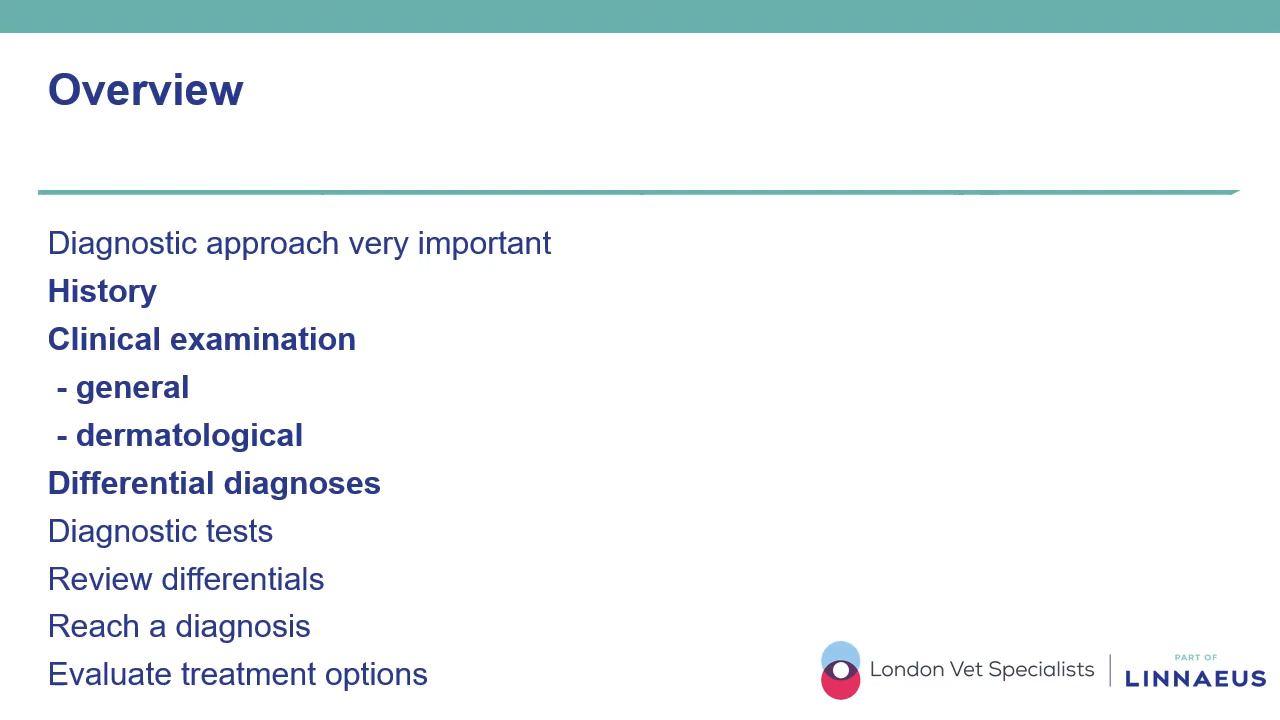 Overview
Diagnostic approach very important
History
Clinical examination
- general
- dermatological
Differential diagnoses
Diagnostic tests
Review differentials
Reach a diagnosis
Evaluate treatment options
London Vet Specialists
PART OF
LINNAEUS